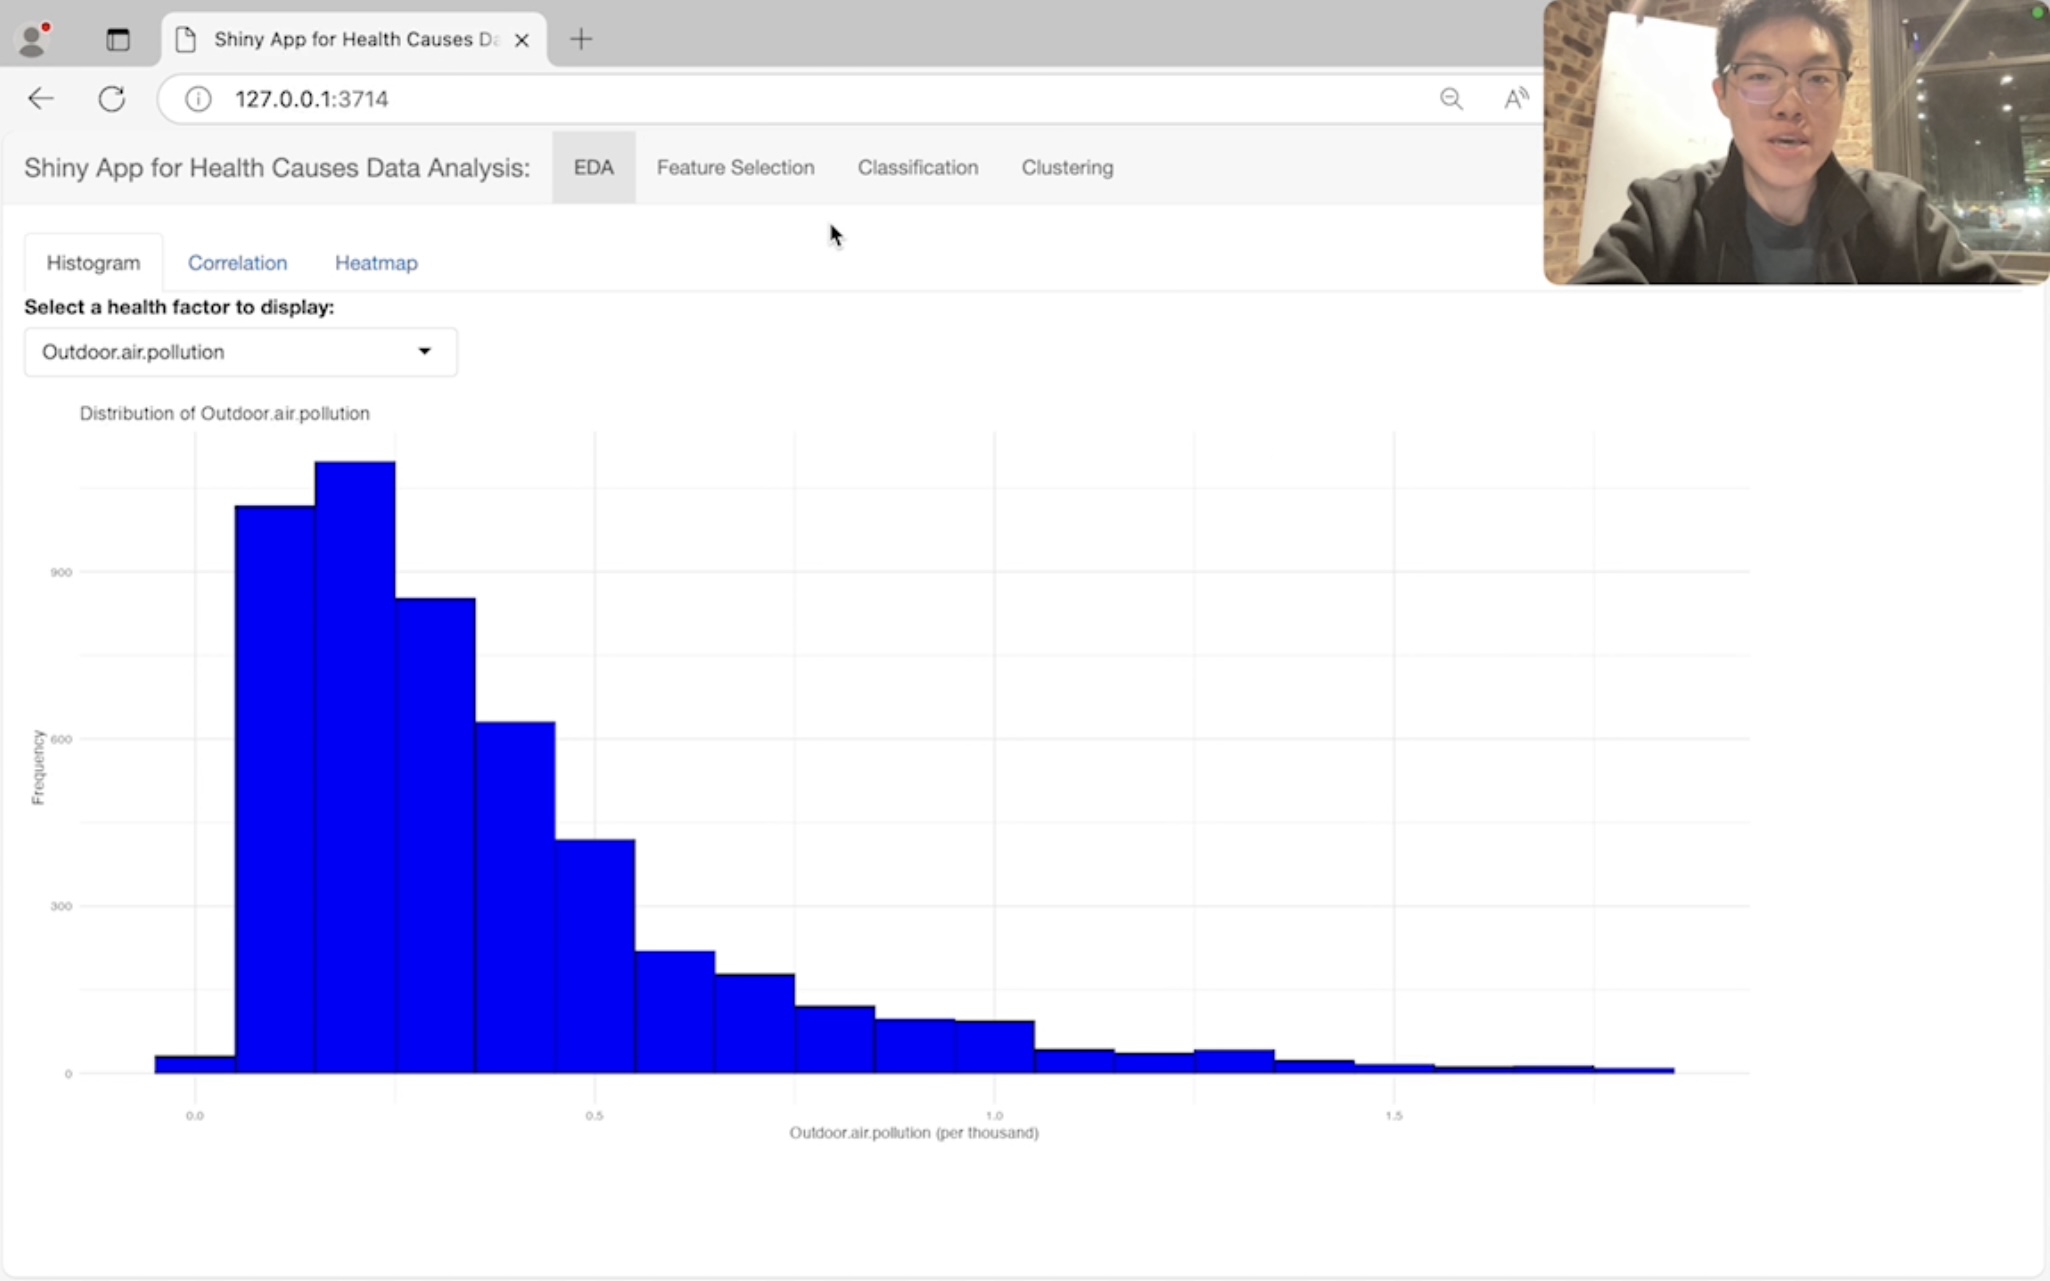 Shiny App for Health Causes Da
127.0.0.1:3714
A
Shiny App for Health Causes Data Analysis: EDA Feature Selection Classification Clustering
Histogram Correlation Heatmap
Select a health factor to display:
Outdoor.air.pollution
Distribution of Outdoor.air.pollution
900
600
300
0
Frequency
0.0 0.5 1.0 1.5
Outdoor.air.pollution (per thousand)